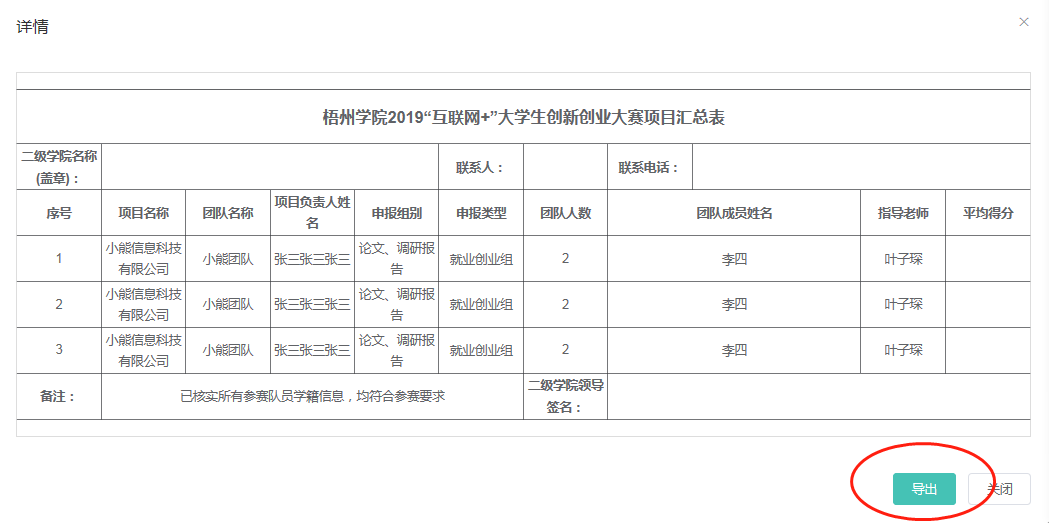 详情
×
梧州学院2019“互联网+”大学生创新创业大赛项目汇总表
二级学院名称
(盖章)：
联系人：
联系电话：
序号
项目名称
团队名称
项目负责人姓
名
申报组别
申报类型
团队人数
团队成员姓名
指导老师
平均得分
1
小能信息科技
有限公司
小能团队
张三张三张三
论文、调研报
告
就业创业组
2
李四
叶子琛
2
小能信息科技
有限公司
小能团队
张三张三张三
论文、调研报
告
就业创业组
2
李四
叶子琛
3
小能信息科技
有限公司
小能团队
张三张三张三
论文、调研报
告
就业创业组
2
李四
叶子琛
备注：
已核实所有参赛队员学籍信息，均符合参赛要求
二级学院领导
签名：
导出
关闭